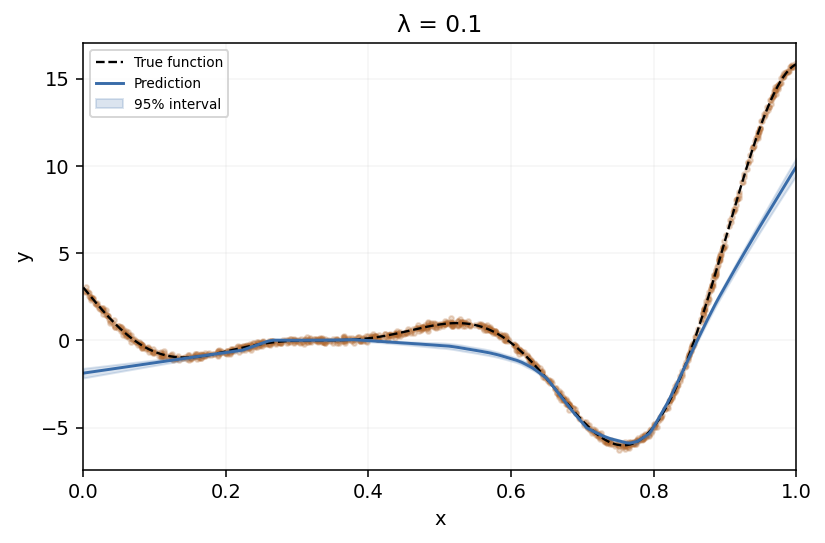 λ = 0.1
True function
Prediction
95% interval
15
10
5
0
−5
y
0.0
0.2
0.4
0.6
0.8
1.0
x